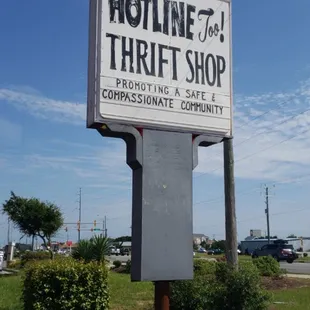 HOTLINE Too!
THRIFT SHOP
PROMOTING A SAFE &
COMPASSIONATE COMMUNITY